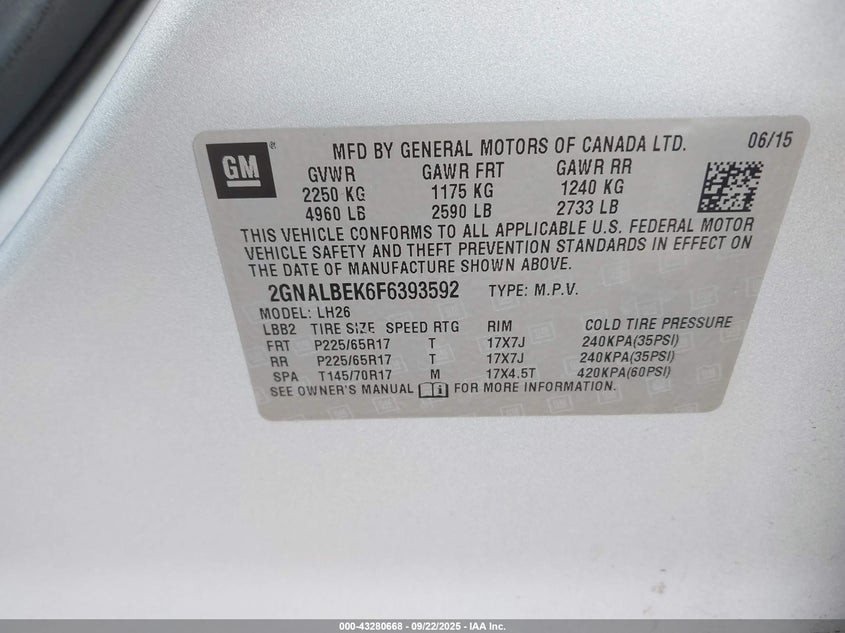 GM
MFD BY GENERAL MOTORS OF CANADA LTD. 06/15
GVWR GAWR FRT GAWR RR
2250 KG 1175 KG 1240 KG
4960 LB 2590 LB 2733 LB
THIS VEHICLE CONFORMS TO ALL APPLICABLE U.S. FEDERAL MOTOR
VEHICLE SAFETY AND THEFT PREVENTION STANDARDS IN EFFECT ON
THE DATE OF MANUFACTURE SHOWN ABOVE.
2GNALBEK6F6393592 TYPE: M.P.V.
MODEL: LH26
LBB2 TIRE SIZE SPEED RTG RIM COLD TIRE PRESSURE
FRT P225/65R17 T 17X7J 240KPA(35PSI)
RR P225/65R17 T 17X7J 240KPA(35PSI)
SPA T145/70R17 M 17X4.5T 420KPA(60PSI)
SEE OWNER'S MANUAL FOR MORE INFORMATION.
000-43280668 - 09/22/2025 - IAA Inc.